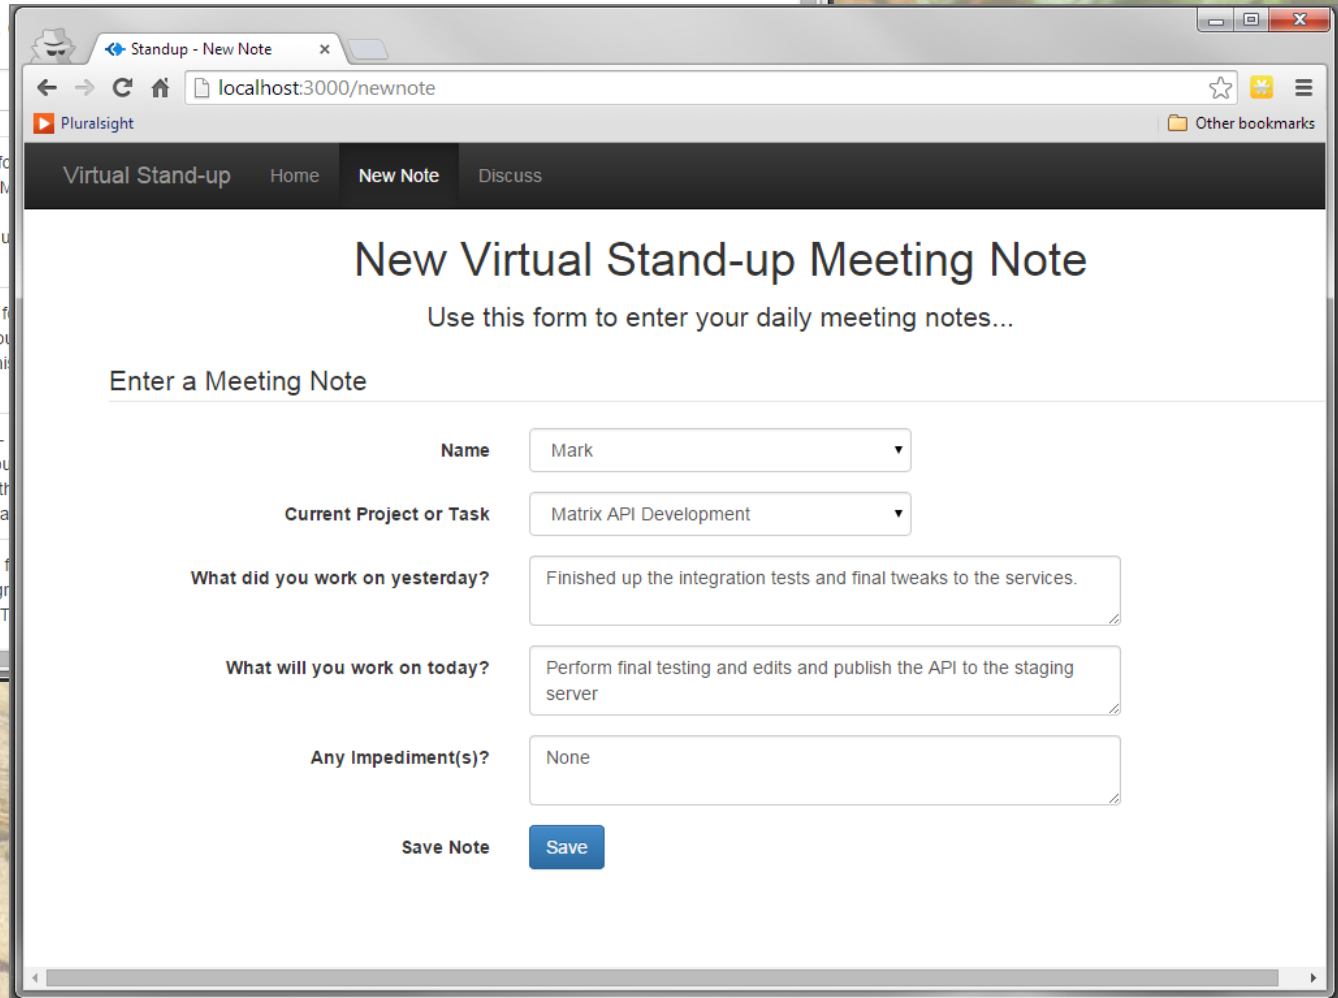 Standup - New Note
localhost:3000/newnote
Pluralsight
Other bookmarks
Virtual Stand-up Home New Note Discuss
New Virtual Stand-up Meeting Note
Use this form to enter your daily meeting notes...
Enter a Meeting Note
Name Mark
Current Project or Task Matrix API Development
What did you work on yesterday? Finished up the integration tests and final tweaks to the services.
What will you work on today? Perform final testing and edits and publish the API to the staging
server
Any Impediment(s)? None
Save Note Save